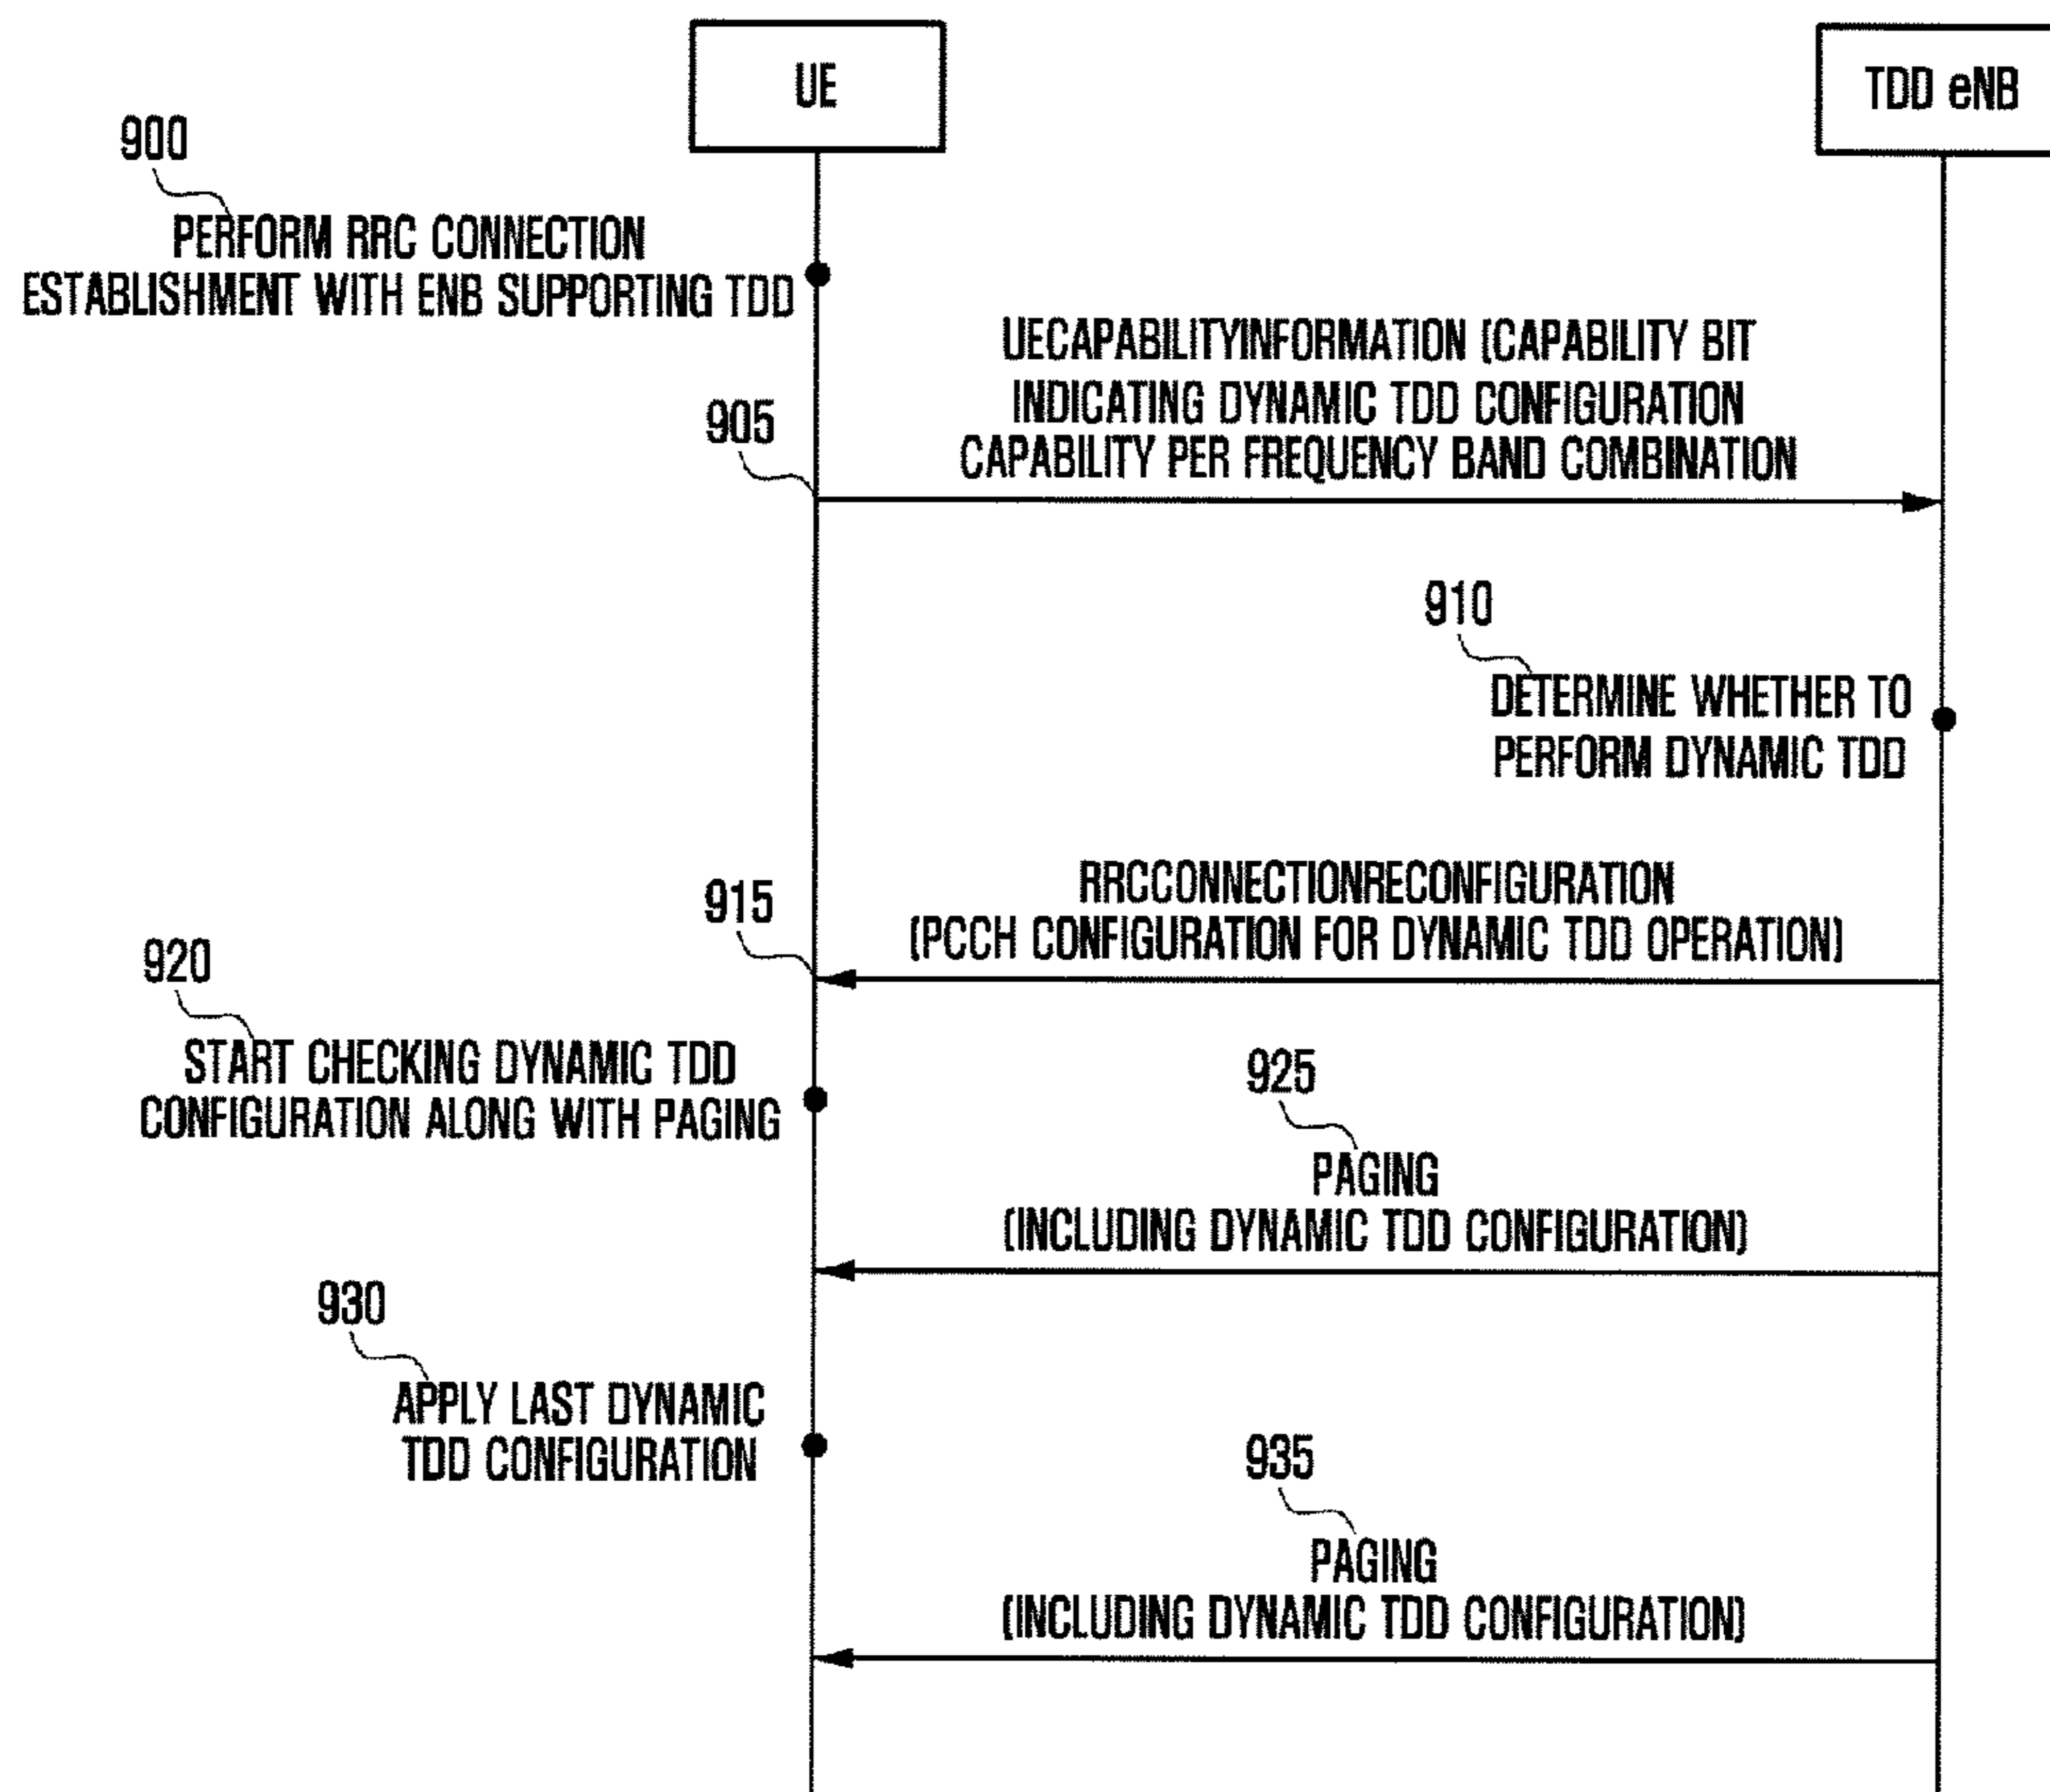 UE
TDD eNB
900
PERFORM RRC CONNECTION
ESTABLISHMENT WITH ENB SUPPORTING TDD
UECAPABILITYINFORMATION (CAPABILITY BIT
INDICATING DYNAMIC TDD CONFIGURATION
CAPABILITY PER FREQUENCY BAND COMBINATION
905
910
DETERMINE WHETHER TO
PERFORM DYNAMIC TDD
RRCCONNECTIONRECONFIGURATION
(PCCH CONFIGURATION FOR DYNAMIC TDD OPERATION)
915
920
START CHECKING DYNAMIC TDD
CONFIGURATION ALONG WITH PAGING
925
PAGING
(INCLUDING DYNAMIC TDD CONFIGURATION)
930
APPLY LAST DYNAMIC
TDD CONFIGURATION
935
PAGING
(INCLUDING DYNAMIC TDD CONFIGURATION)